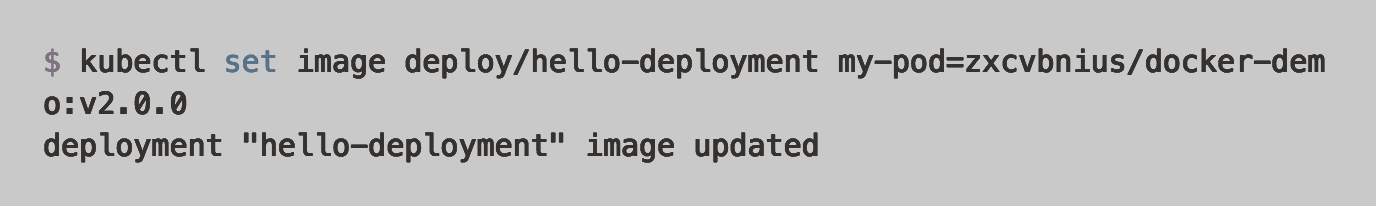 $ kubectl set image deploy/hello-deployment my-pod=zxcvbnius/docker-dem
o:v2.0.0
deployment "hello-deployment" image updated